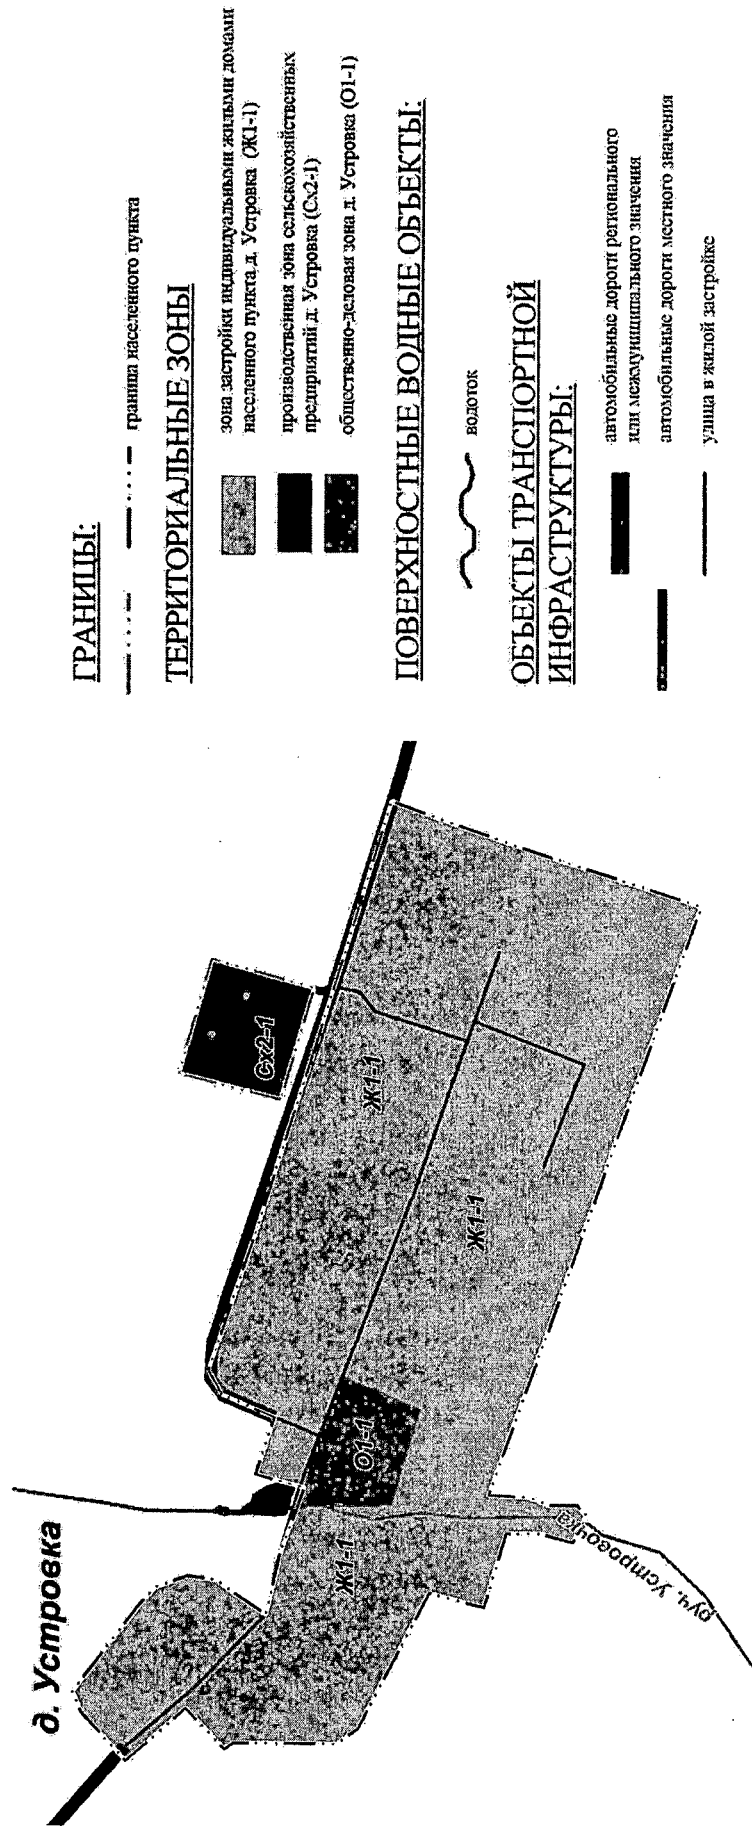 д. Устровка
Ж1-1
О1-1
Ж1-1
Ж1-1
Сх2-1
руч. Устровочка
ГРАНИЦЫ:
граница населенного пункта
ТЕРРИТОРИАЛЬНЫЕ ЗОНЫ
зона застройки индивидуальными жилыми домами
населенного пункта д. Устровка (Ж1-1)
производственная зона сельскохозяйственных
предприятий д. Устровка ((Сх2-1)
общественно-деловая зона д. Устровка (О1-1)
ПОВЕРХНОСТНЫЕ ВОДНЫЕ ОБЪЕКТЫ:
водоток
ОБЪЕКТЫ ТРАНСПОРТНОЙ
ИНФРАСТРУКТУРЫ:
автомобильные дороги регионального
или межмуниципального значения
автомобильные дороги местного значения
улица в жилой застройке